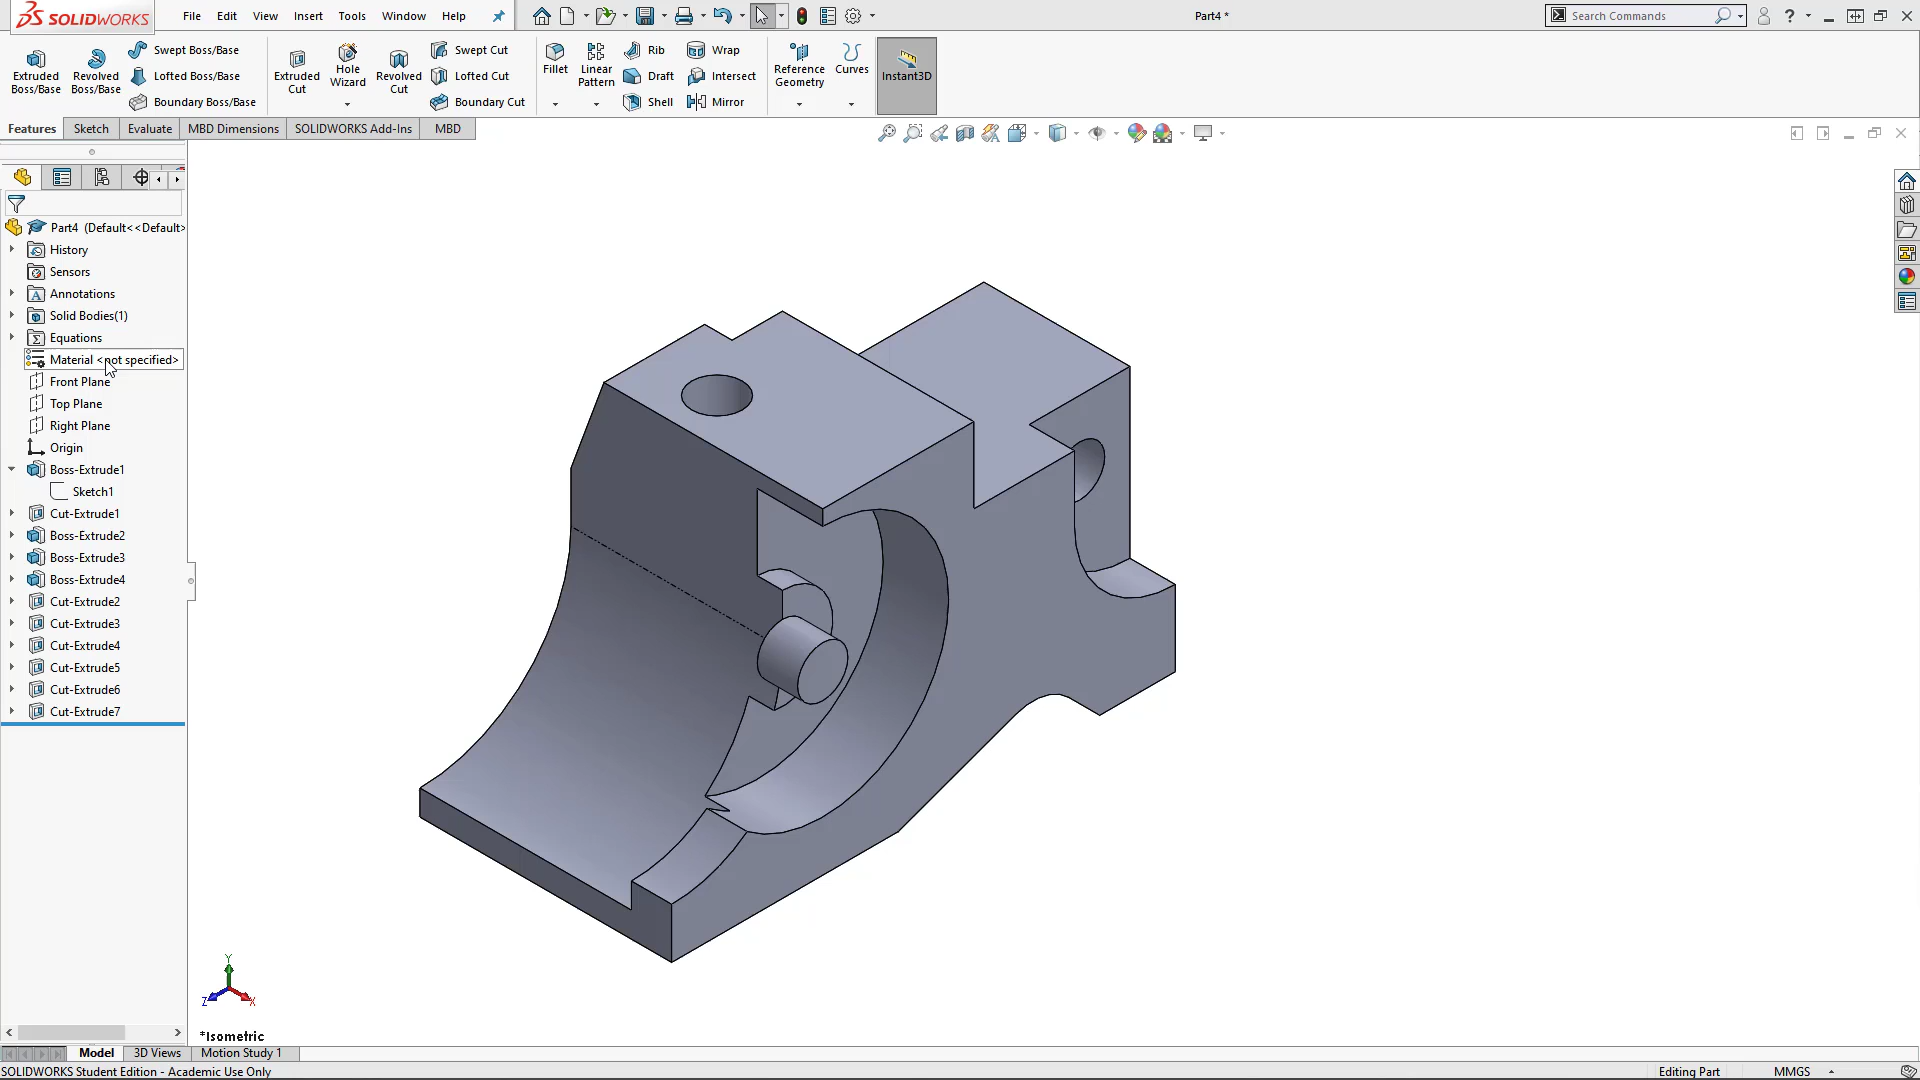 SOLIDWORKS
File Edit View Insert Tools Window Help
Part4 *
Search Commands
Extruded Boss/Base
Revolved Boss/Base
Swept Boss/Base
Lofted Boss/Base
Boundary Boss/Base
Extruded Cut
Hole Wizard
Revolved Cut
Swept Cut
Lofted Cut
Boundary Cut
Fillet
Linear Pattern
Rib
Draft
Shell
Wrap
Intersect
Mirror
Reference Geometry
Curves
Instant3D
Features Sketch Evaluate MBD Dimensions SOLIDWORKS Add-Ins MBD
Part4 (Default<<Default>
History
Sensors
Annotations
Solid Bodies(1)
Equations
Material <not specified>
Front Plane
Top Plane
Right Plane
Origin
Boss-Extrude1
Sketch1
Cut-Extrude1
Boss-Extrude2
Boss-Extrude3
Boss-Extrude4
Cut-Extrude2
Cut-Extrude3
Cut-Extrude4
Cut-Extrude5
Cut-Extrude6
Cut-Extrude7
Y
Z X
*Isometric
Model 3D Views Motion Study 1
SOLIDWORKS Student Edition - Academic Use Only
Editing Part MMGS